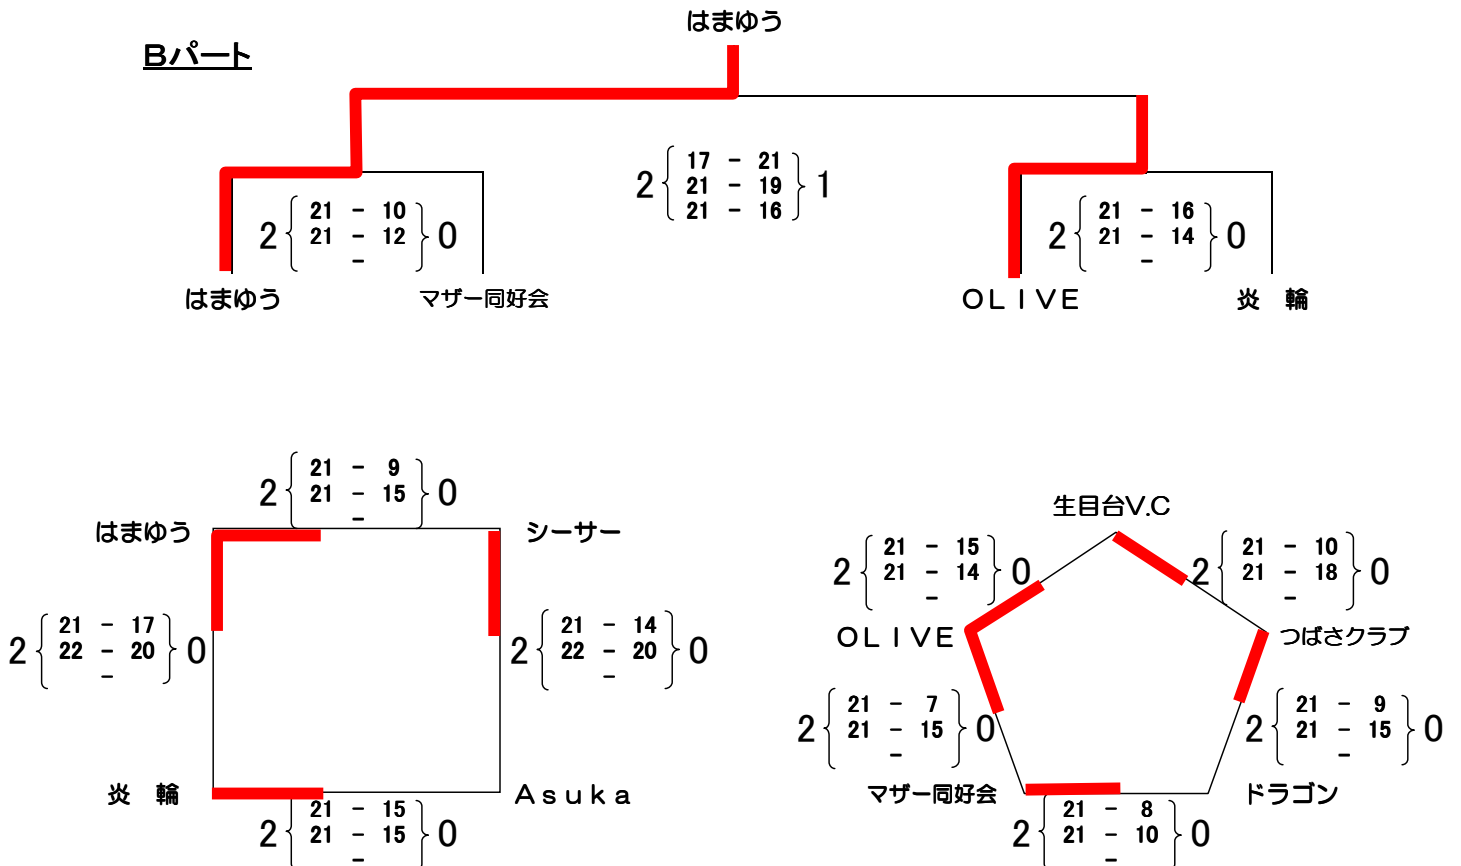 はまゆう
Bパート
17 - 21
2 21 - 19 1
21 - 16
21 - 10
2 21 - 12 0
-
21 - 16
2 21 - 14 0
-
はまゆう マザー同好会 OLIVE 炎 輪
21 - 9
2 21 - 15 0
-
はまゆう シーサー
21 - 17
2 22 - 20 0
-
21 - 14
2 22 - 20 0
-
炎 輪 Asuka
21 - 15
2 21 - 15 0
-
生目台V.C
21 - 15
2 21 - 14 0
-
21 - 10
2 21 - 18 0
-
OLIVE つばさクラブ
21 - 7
2 21 - 15 0
-
21 - 9
2 21 - 15 0
-
マザー同好会 ドラゴン
21 - 8
2 21 - 10 0
-